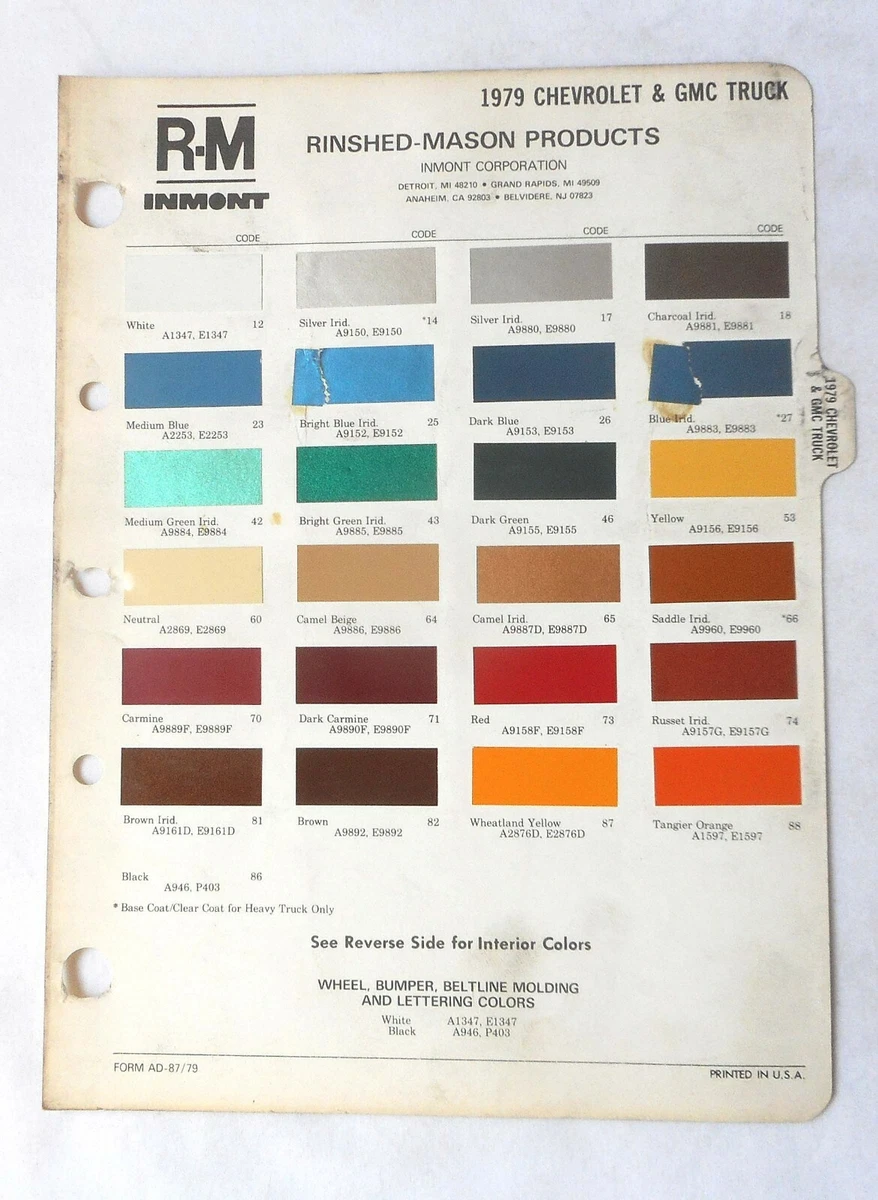 1979 CHEVROLET & GMC TRUCK
R-M
INMONT
RINSHED-MASON PRODUCTS
INMONT CORPORATION
DETROIT, MI 48210 • GRAND RAPIDS, MI 49509
ANAHEIM, CA 92803 • BELVIDERE, NJ 07823
CODE CODE CODE CODE
White 12
A1347, E1347
Silver Irid. *14
A9150, E9150
Silver Irid. 17
A9880, E9880
Charcoal Irid. 18
A9881, E9881
Medium Blue 23
A2253, E2253
Bright Blue Irid. 25
A9152, E9152
Dark Blue 26
A9153, E9153
Blue Irid. *27
A9883, E9883
1979 CHEVROLET
& GMC TRUCK
Medium Green Irid. 42
A9884, E9884
Bright Green Irid. 43
A9885, E9885
Dark Green 46
A9155, E9155
Yellow 53
A9156, E9156
Neutral 60
A2869, E2869
Camel Beige 64
A9886, E9886
Camel Irid. 65
A9887D, E9887D
Saddle Irid. *66
A9960, E9960
Carmine 70
A9889F, E9889F
Dark Carmine 71
A9890F, E9890F
Red 73
A9158F, E9158F
Russet Irid. 74
A9157G, E9157G
Brown Irid. 81
A9161D, E9161D
Brown 82
A9892, E9892
Wheatland Yellow 87
A2876D, E2876D
Tangier Orange 88
A1597, E1597
Black 86
A946, P403
* Base Coat/Clear Coat for Heavy Truck Only
See Reverse Side for Interior Colors
WHEEL, BUMPER, BELTLINE MOLDING
AND LETTERING COLORS
White A1347, E1347
Black A946, P403
FORM AD-87/79
PRINTED IN U.S.A.